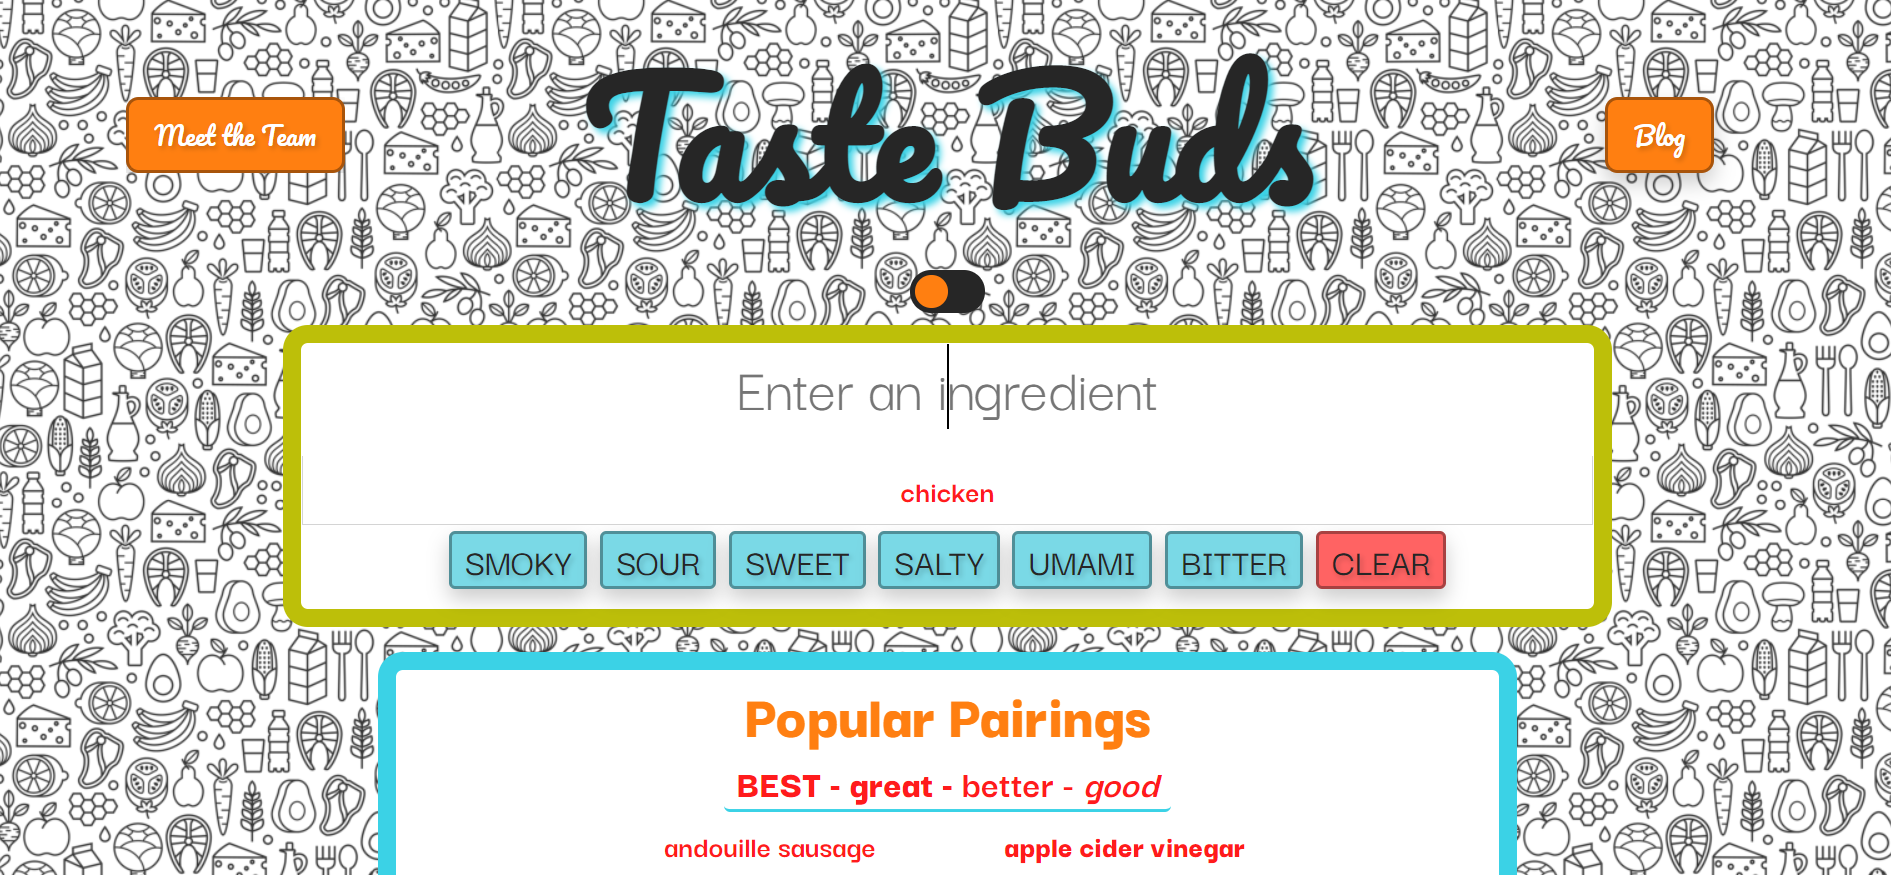 Taste Buds
Meet the Team
Blog
Enter an ingredient
chicken
SMOKY SOUR SWEET SALTY UMAMI BITTER CLEAR
Popular Pairings
BEST - great - better - good
andouille sausage apple cider vinegar